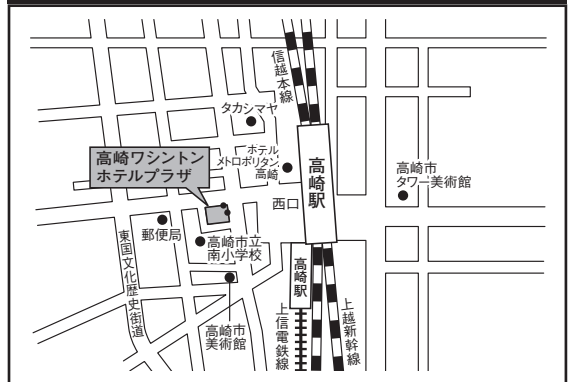 信越本線
タカシマヤ
高崎ワシントン
ホテルプラザ
ホテル
メトロポリタン
高崎
高崎駅
高崎市
タワー美術館
西口
郵便局
高崎市立
南小学校
東国文化歴史街道
高崎駅
高崎市
美術館
上信電鉄線
上越新幹線